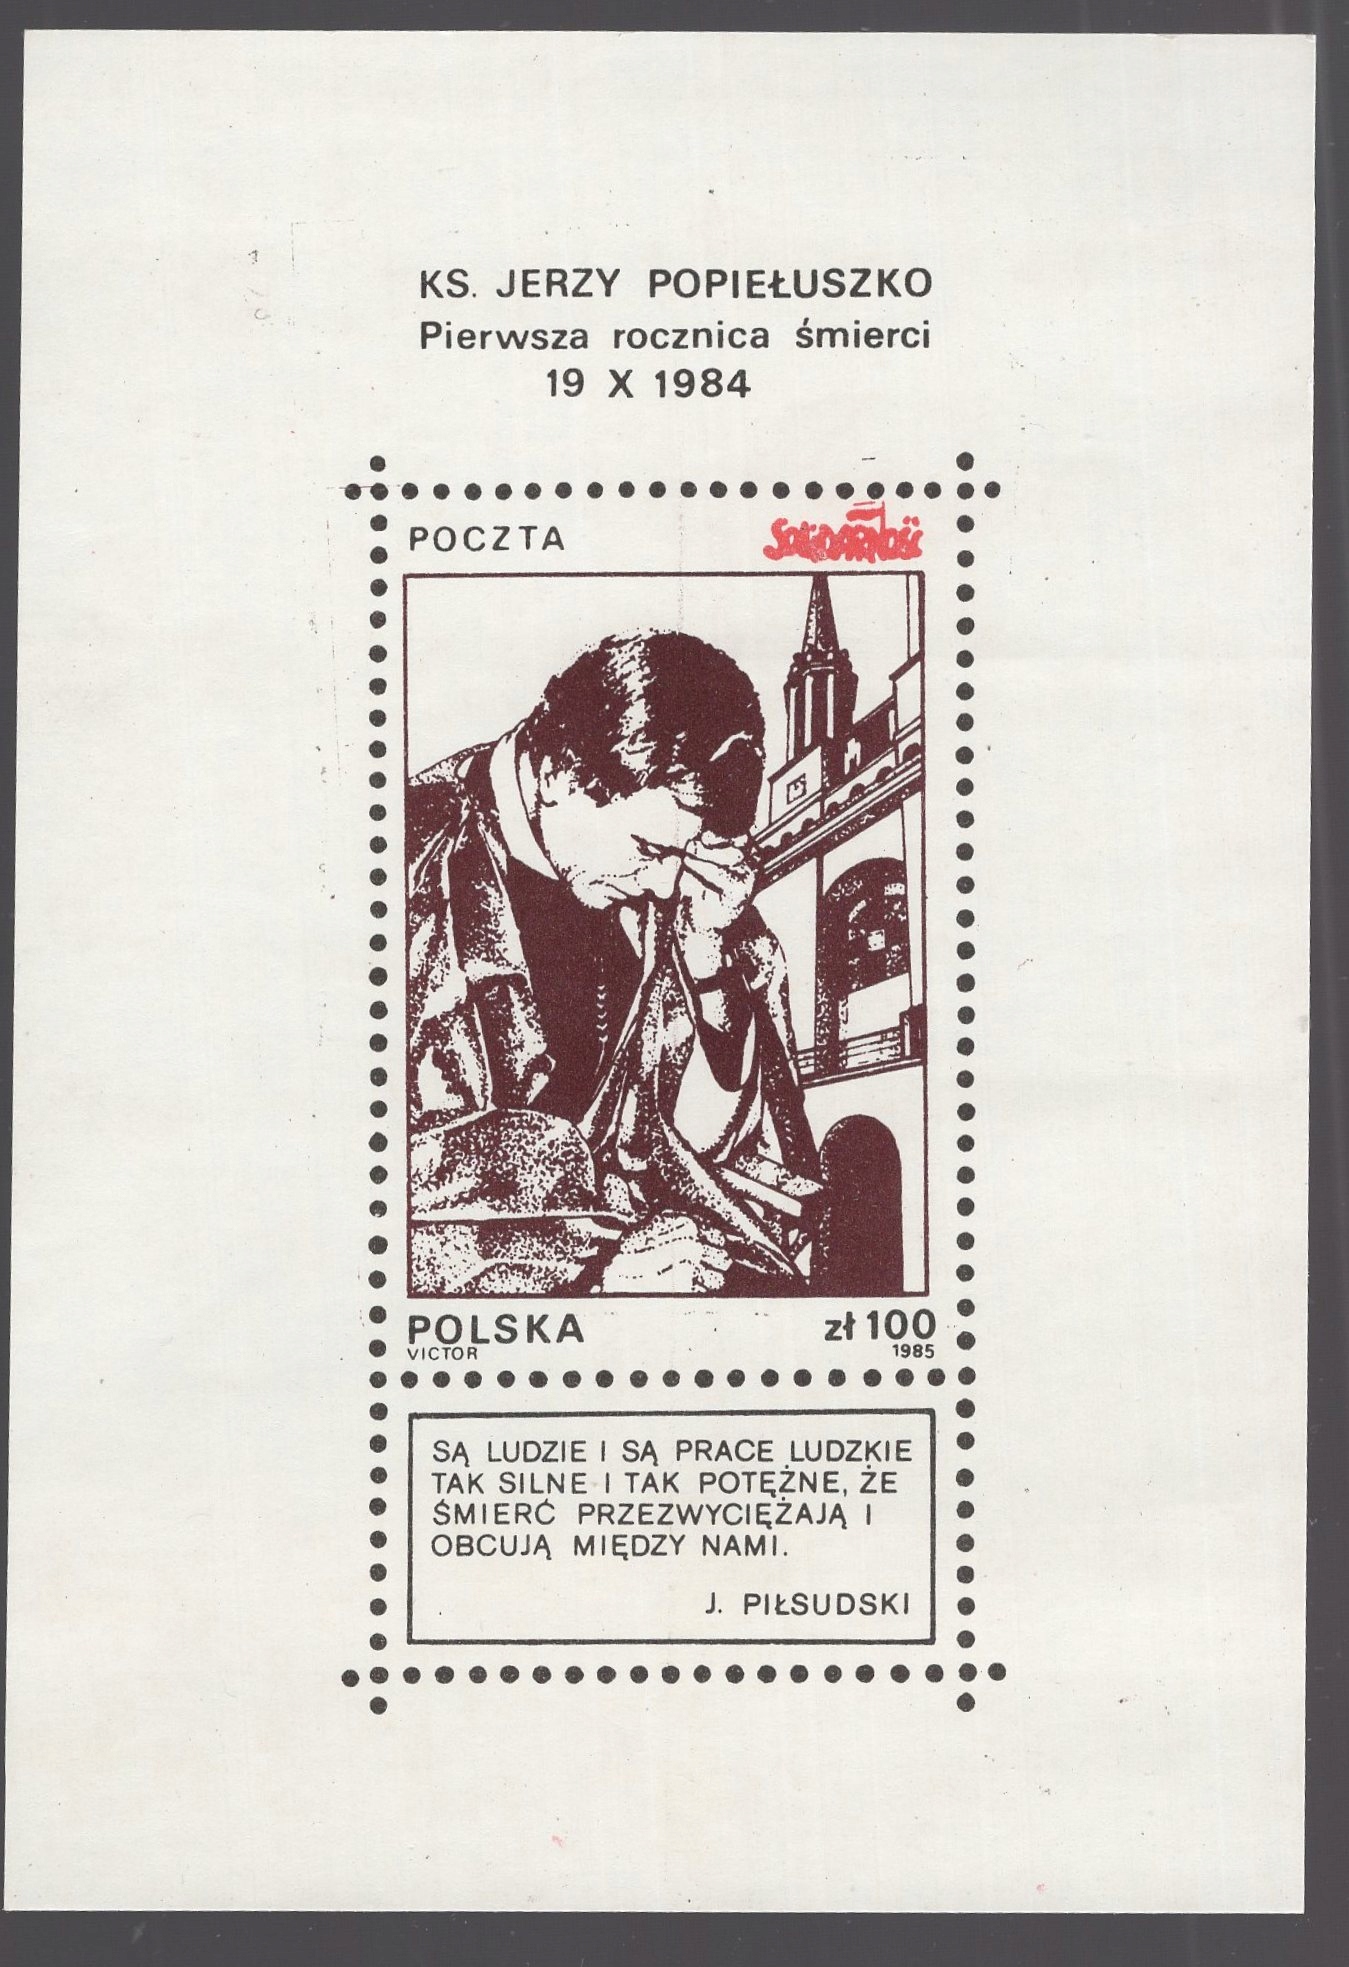 KS. JERZY POPIEŁUSZKO
Pierwsza rocznica śmierci
19 X 1984
POCZTA SOLIDARNOŚĆ
POLSKA zł 100
VICTOR 1985
SĄ LUDZIE I SĄ PRACE LUDZKIE
TAK SILNE I TAK POTĘŻNE, ŻE
ŚMIERĆ PRZEZWYCIĘŻAJĄ I
OBCUJĄ MIĘDZY NAMI.
J. PIŁSUDSKI